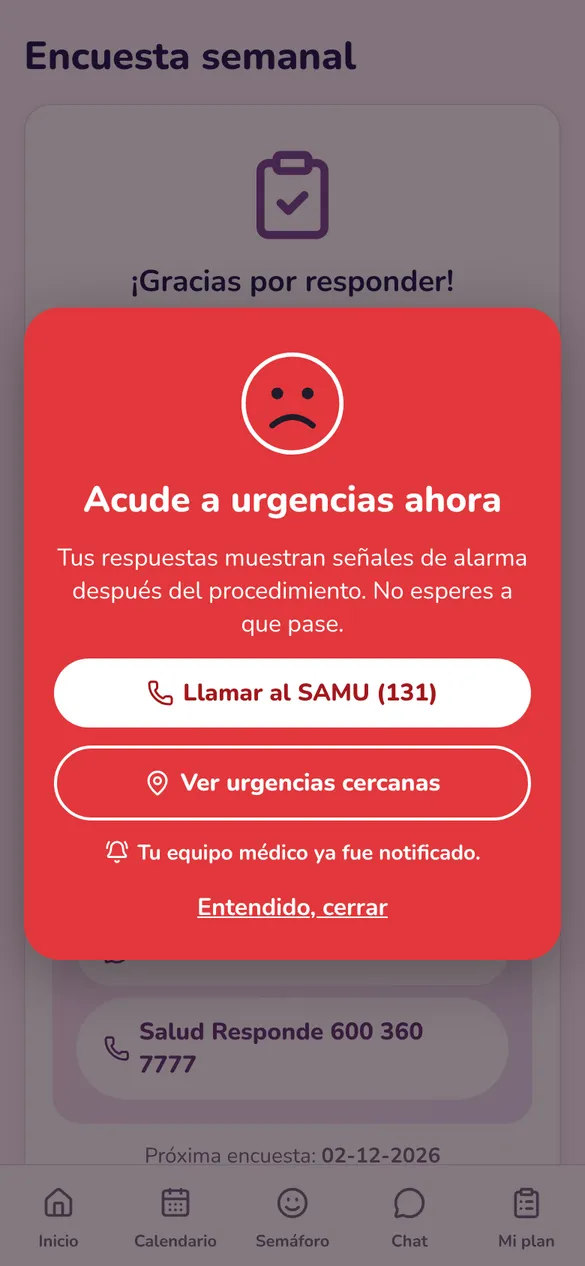 Encuesta semanal
¡Gracias por responder!
Acude a urgencias ahora
Tus respuestas muestran señales de alarma
después del procedimiento. No esperes a
que pase.
Llamar al SAMU (131)
Ver urgencias cercanas
Tu equipo médico ya fue notificado.
Entendido, cerrar
Salud Responde 600 360
7777
Próxima encuesta: 02-12-2026
Inicio
Calendario
Semáforo
Chat
Mi plan